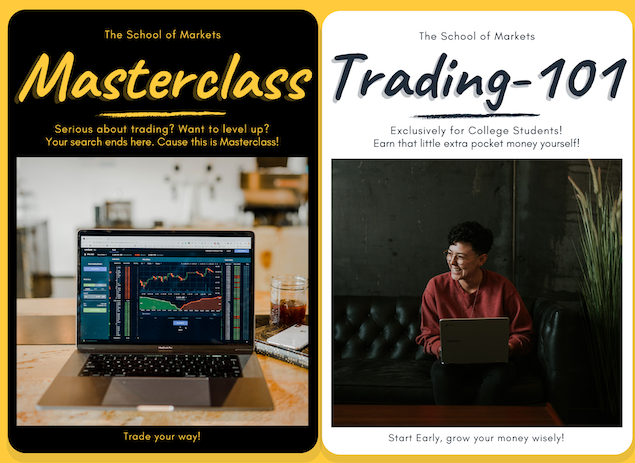 The School of Markets
Masterclass
Serious about trading? Want to level up?
Your search ends here. Cause this is Masterclass!
Trade your way!
The School of Markets
Trading-101
Exclusively for College Students!
Earn that little extra pocket money yourself!
Start Early, grow your money wisely!